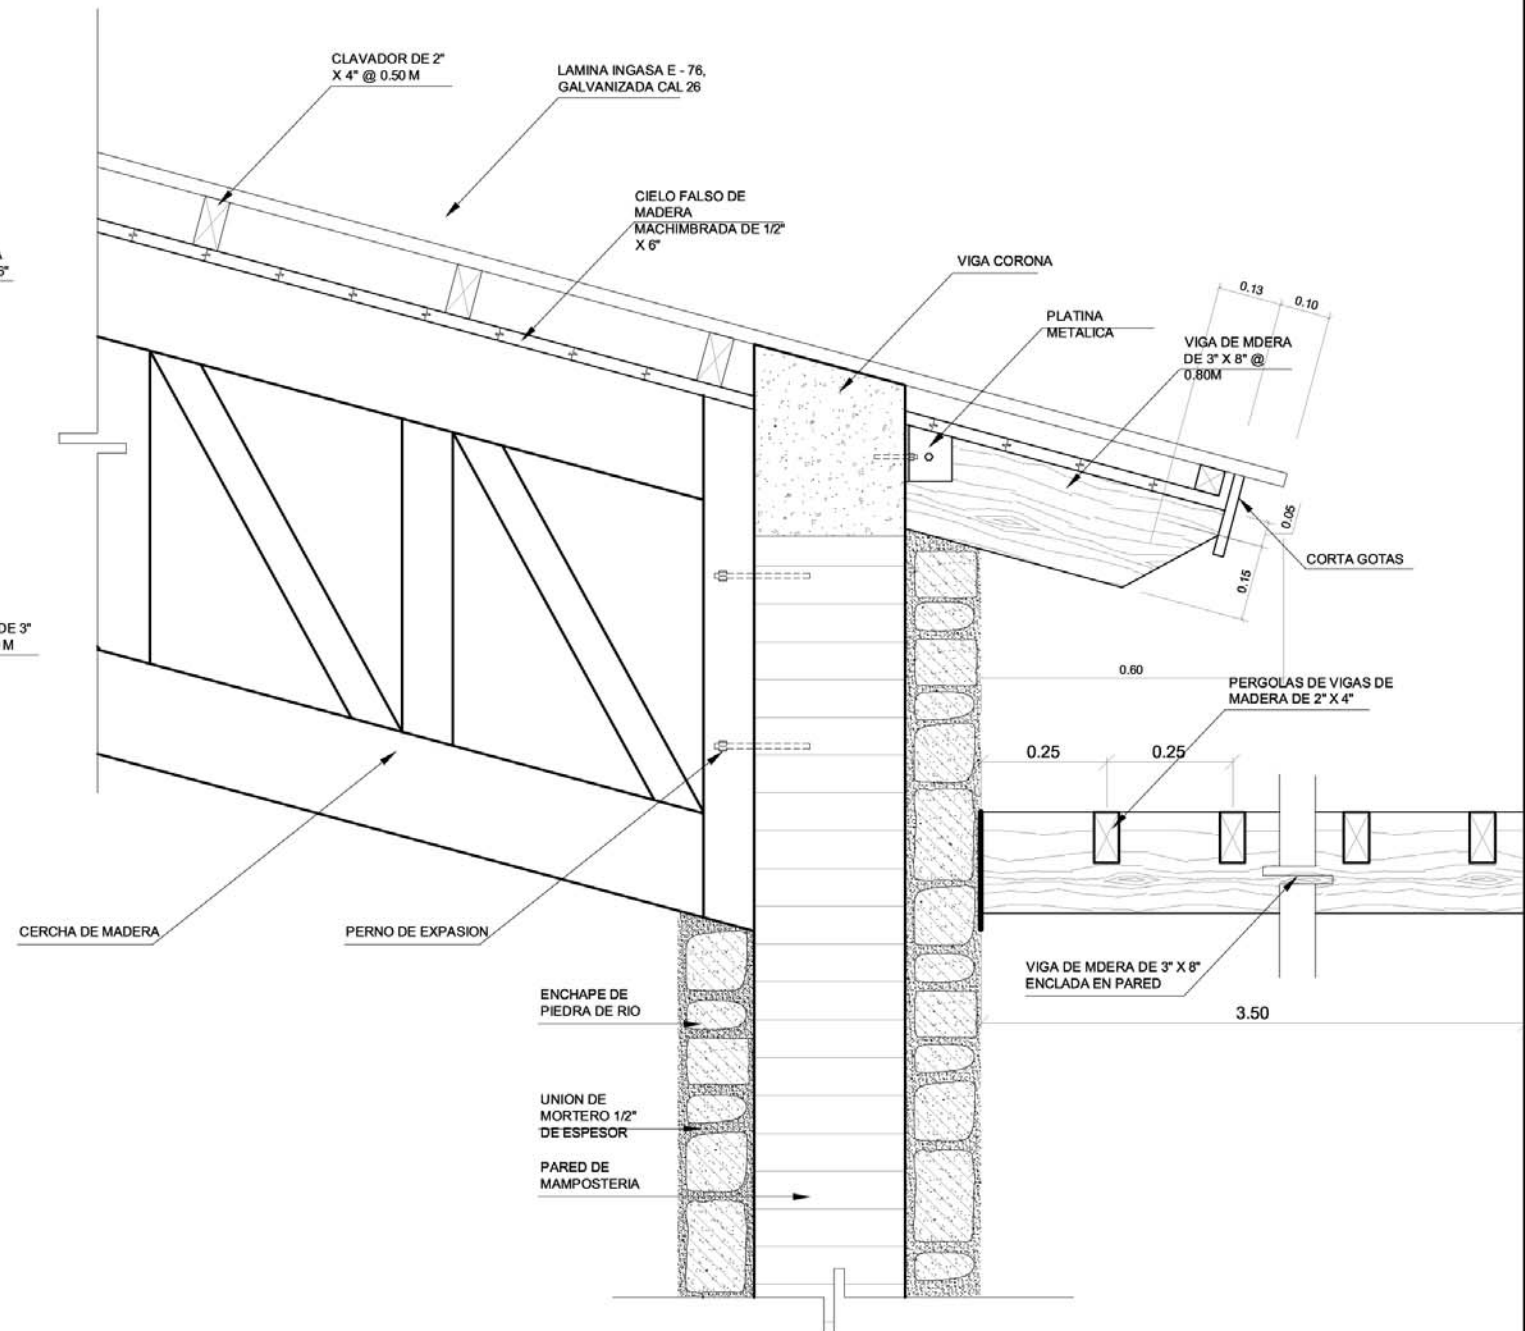 CLAVADOR DE 2"
X 4" @ 0.50 M
LAMINA INGASA E - 76,
GALVANIZADA CAL 26
CIELO FALSO DE
MADERA
MACHIMBRADA DE 1/2"
X 6"
VIGA CORONA
PLATINA
METALICA
VIGA DE MDERA
DE 3" X 8" @
0.80M
0.13
0.10
0.05
0.15
CORTA GOTAS
0.60
PERGOLAS DE VIGAS DE
MADERA DE 2" X 4"
0.25
0.25
DE 3"
M
CERCHA DE MADERA
PERNO DE EXPASION
VIGA DE MDERA DE 3" X 8"
ENCLADA EN PARED
3.50
ENCHAPE DE
PIEDRA DE RIO
UNION DE
MORTERO 1/2"
DE ESPESOR
PARED DE
MAMPOSTERIA